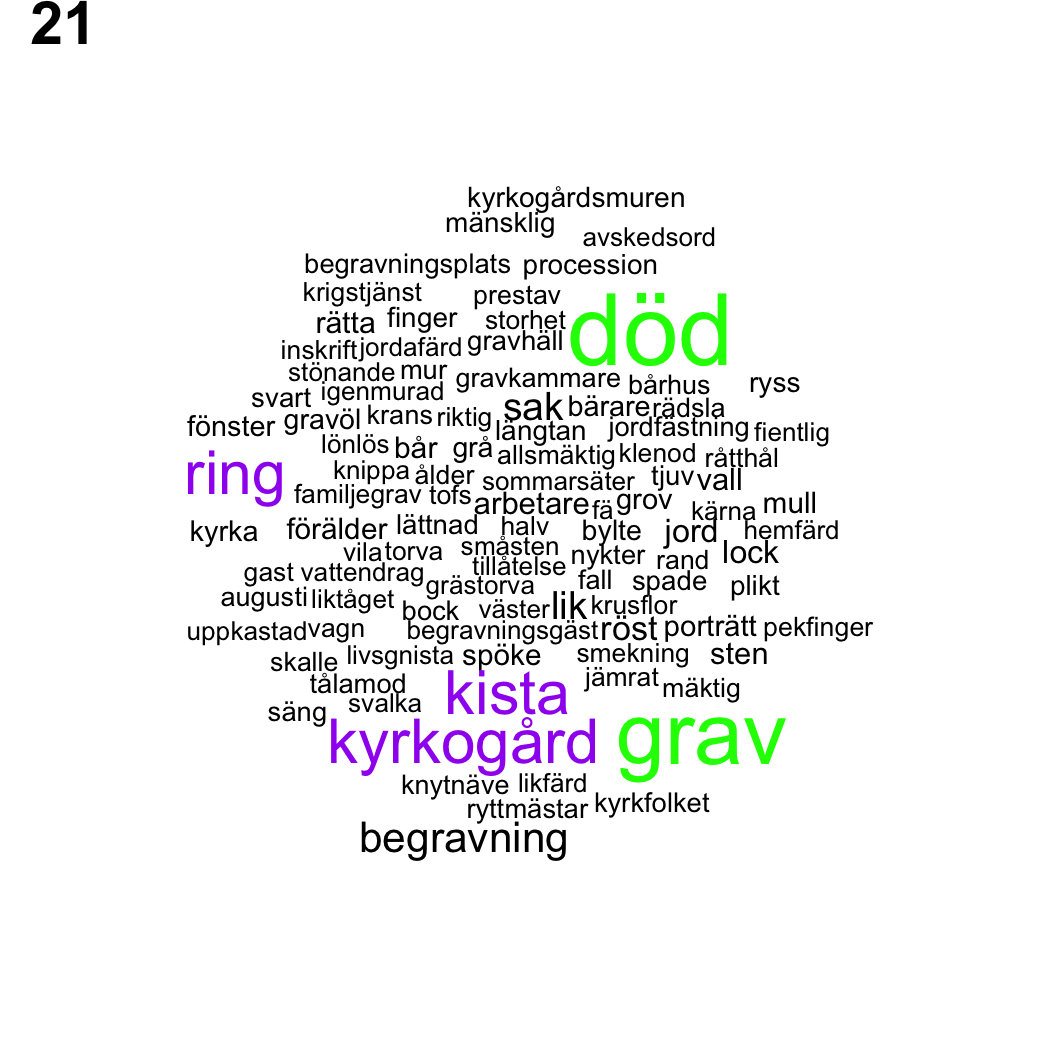 21
kyrkogårdsmuren
mänsklig
avskedsord
begravningsplats procession
krigstjänst prestav
rätta finger storhet död
inskrift jordafärd gravhäll
stönande mur gravkammare bårhus ryss
svart igenmurad sak bärare rädsla
fönster gravöl krans riktig längtan jordfästning fientlig
lönlös bår grå allsmäktig klenod råtthål
ring knippa ålder sommarsäter tjuv vall
familjegrav tofs arbetare fä grov kärna mull
kyrka förälder lättnad halv bylte jord hemfärd
vila torva småsten nykter rand lock
gast vattendrag tillåtelse fall spade plikt
grästorva
augusti liktåget bock väster lik krusflor
uppkastad vagn begravningsgäst röst porträtt pekfinger
skalle livsgnista spöke smekning sten
tålamod kista jämrat mäktig
säng svalka
kyrkogård grav
knytnäve likfärd
ryttmästar kyrkfolket
begravning